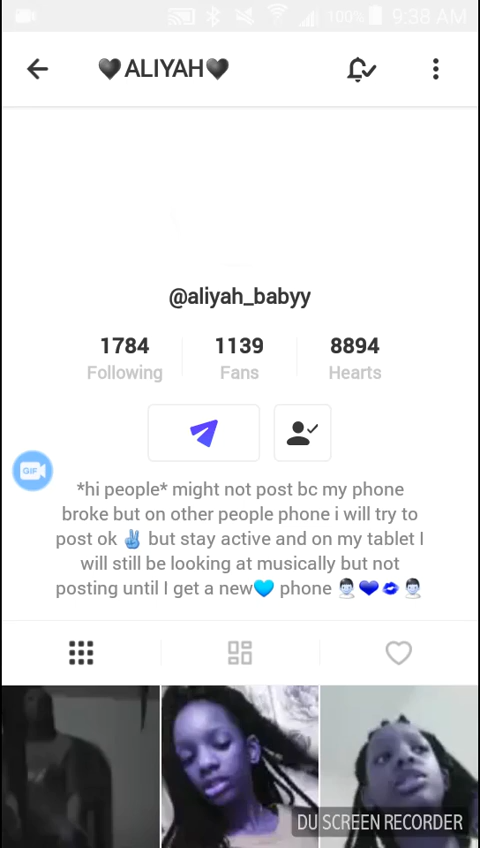 100% 9:38 AM
🖤ALIYAH🖤
@aliyah_babyy
1784 1139 8894
Following Fans Hearts
GIF
*hi people* might not post bc my phone
broke but on other people phone i will try to
post ok ✌ but stay active and on my tablet I
will still be looking at musically but not
posting until I get a new💙 phone 👨🏻💙💋👨🏻
DU SCREEN RECORDER